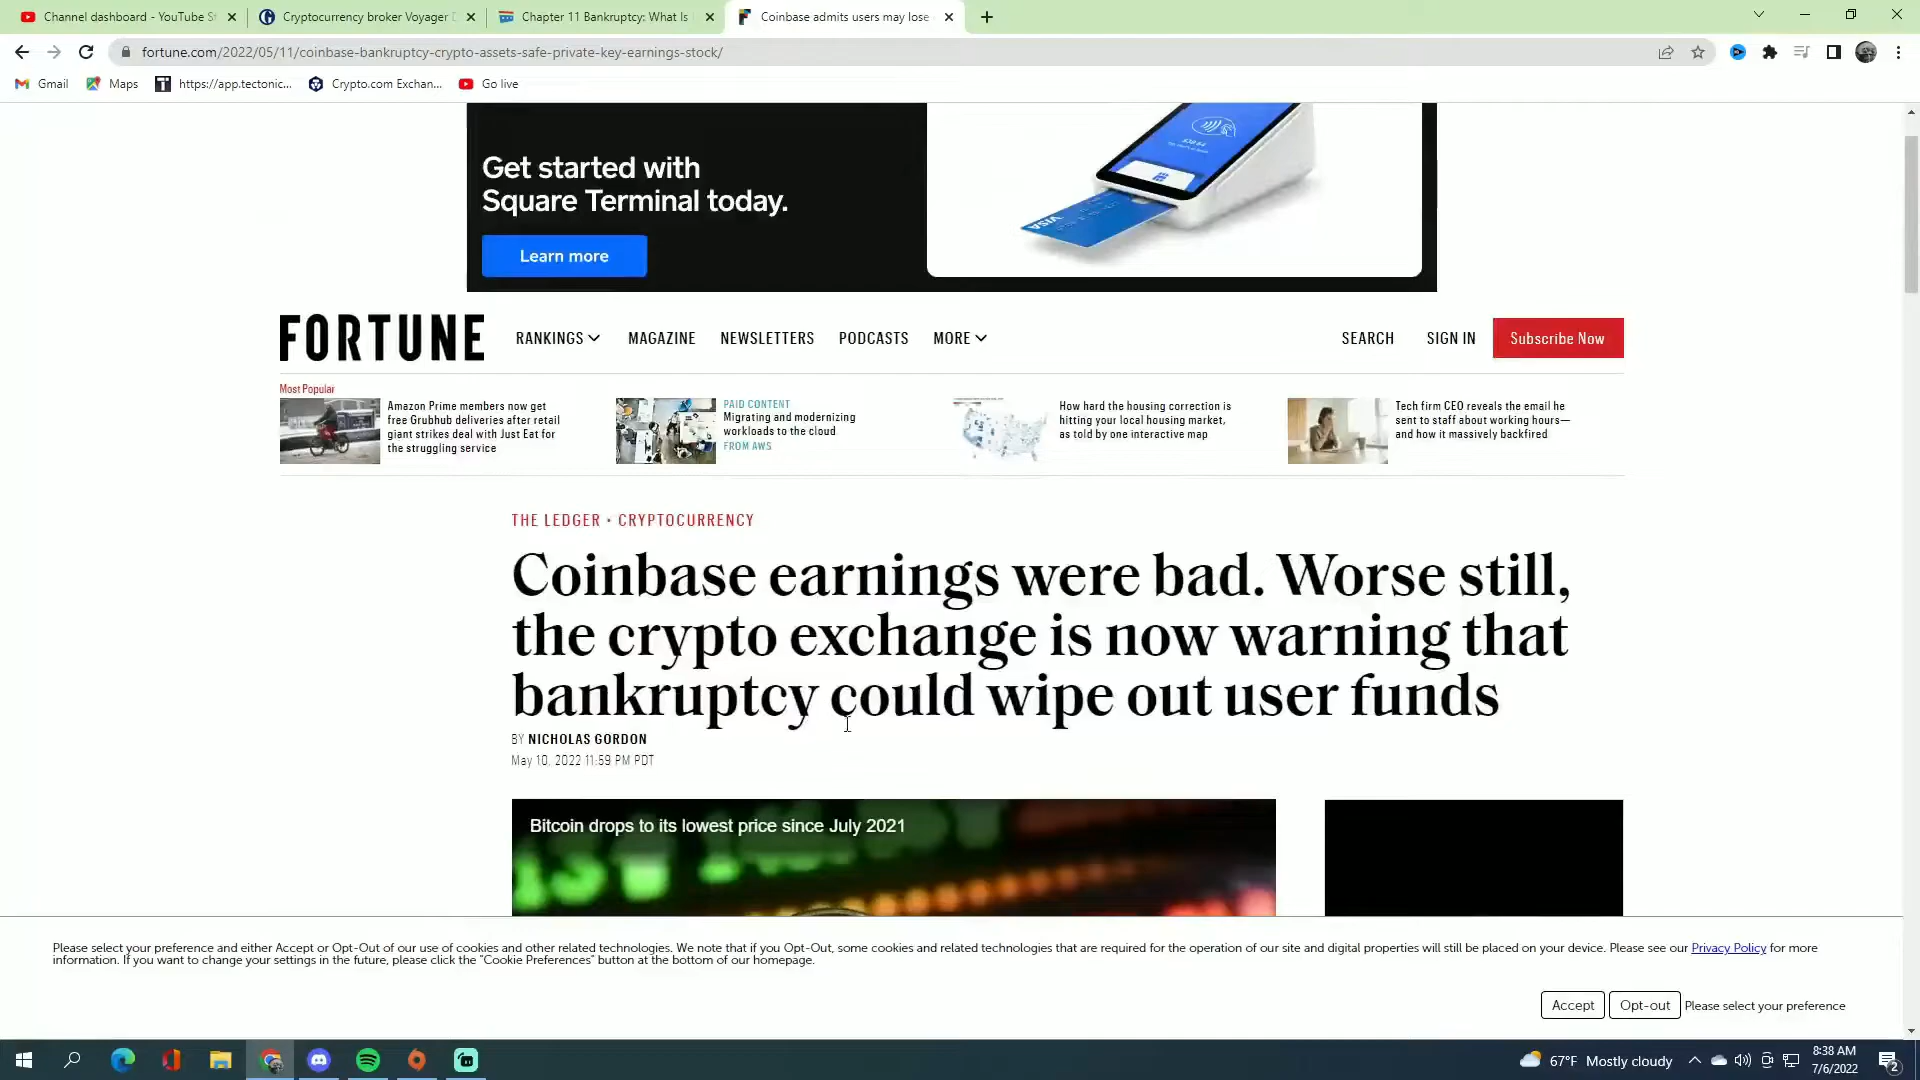 Channel dashboard - YouTube St
Cryptocurrency broker Voyager D
Chapter 11 Bankruptcy: What Is
Coinbase admits users may lose
fortune.com/2022/05/11/coinbase-bankruptcy-crypto-assets-safe-private-key-earnings-stock/
Gmail
Maps
https://app.tectonic...
Crypto.com Exchan...
Go live
Get started with
Square Terminal today.
Learn more
VISA
FORTUNE
RANKINGS
MAGAZINE
NEWSLETTERS
PODCASTS
MORE
SEARCH
SIGN IN
Subscribe Now
Most Popular
Amazon Prime members now get
free Grubhub deliveries after retail
giant strikes deal with Just Eat for
the struggling service
PAID CONTENT
Migrating and modernizing
workloads to the cloud
FROM AWS
How hard the housing correction is
hitting your local housing market,
as told by one interactive map
Tech firm CEO reveals the email he
sent to staff about working hours—
and how it massively backfired
THE LEDGER • CRYPTOCURRENCY
Coinbase earnings were bad. Worse still,
the crypto exchange is now warning that
bankruptcy could wipe out user funds
BY NICHOLAS GORDON
May 10, 2022 11:59 PM PDT
Bitcoin drops to its lowest price since July 2021
Please select your preference and either Accept or Opt-Out of our use of cookies and other related technologies. We note that if you Opt-Out, some cookies and related technologies that are required for the operation of our site and digital properties will still be placed on your device. Please see our Privacy Policy for more
information. If you want to change your settings in the future, please click the "Cookie Preferences" button at the bottom of our homepage.
Accept
Opt-out
Please select your preference
67°F Mostly cloudy
8:38 AM
7/6/2022
2